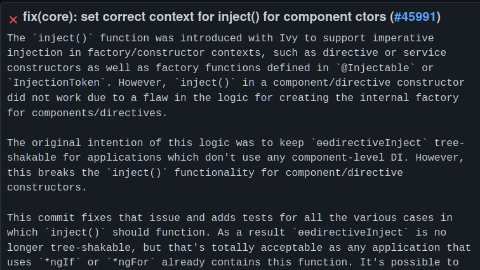 fix(core): set correct context for inject() for component ctors (#45991)
The `inject()` function was introduced with Ivy to support imperative
injection in factory/constructor contexts, such as directive or service
constructors as well as factory functions defined in `@Injectable` or
`InjectionToken`. However, `inject()` in a component/directive constructor
did not work due to a flaw in the logic for creating the internal factory
for components/directives.
The original intention of this logic was to keep `ɵɵdirectiveInject` tree-
shakable for applications which don't use any component-level DI. However,
this breaks the `inject()` functionality for component/directive
constructors.
This commit fixes that issue and adds tests for all the various cases in
which `inject()` should function. As a result `ɵɵdirectiveInject` is no
longer tree-shakable, but that's totally acceptable as any application that
uses `*ngIf` or `*ngFor` already contains this function. It's possible to